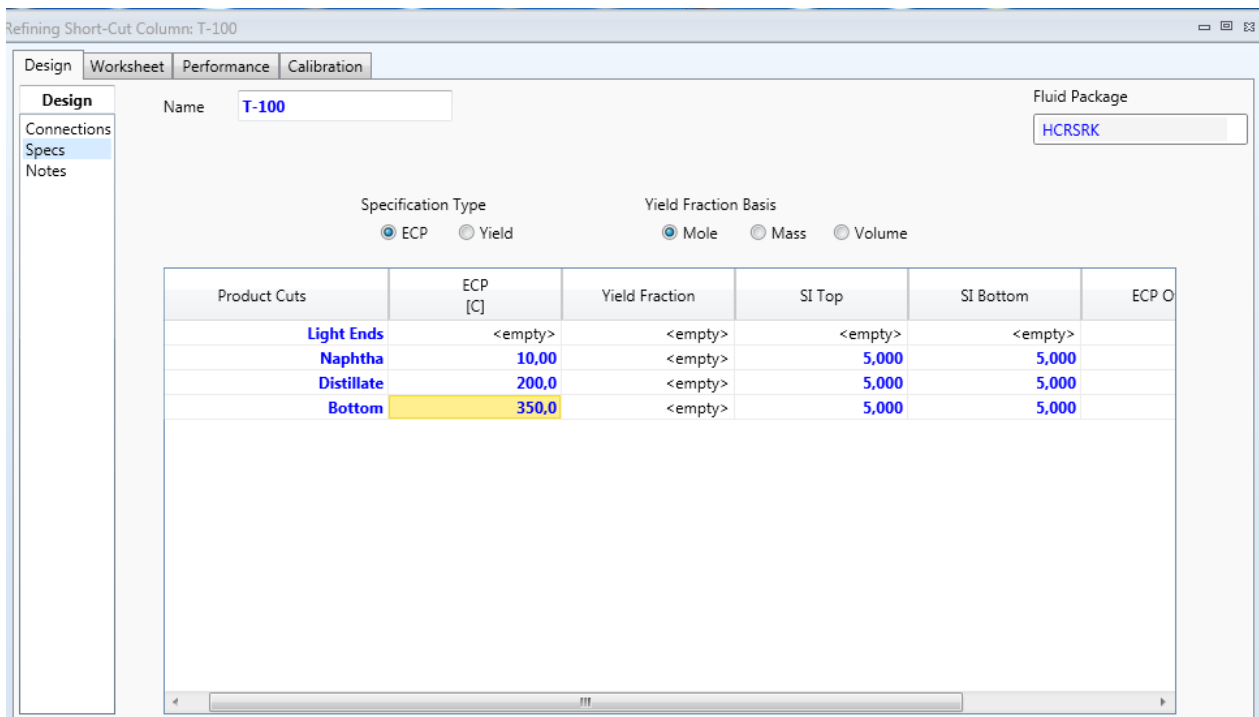 Refining Short-Cut Column: T-100
Design Worksheet Performance Calibration
Design
Connections
Specs
Notes
Name T-100
Fluid Package
HCRSRK
Specification Type
ECP Yield
Yield Fraction Basis
Mole Mass Volume
Product Cuts ECP [C] Yield Fraction SI Top SI Bottom ECP O
Light Ends <empty> <empty> <empty> <empty>
Naphtha 10,00 <empty> 5,000 5,000
Distillate 200,0 <empty> 5,000 5,000
Bottom 350,0 <empty> 5,000 5,000